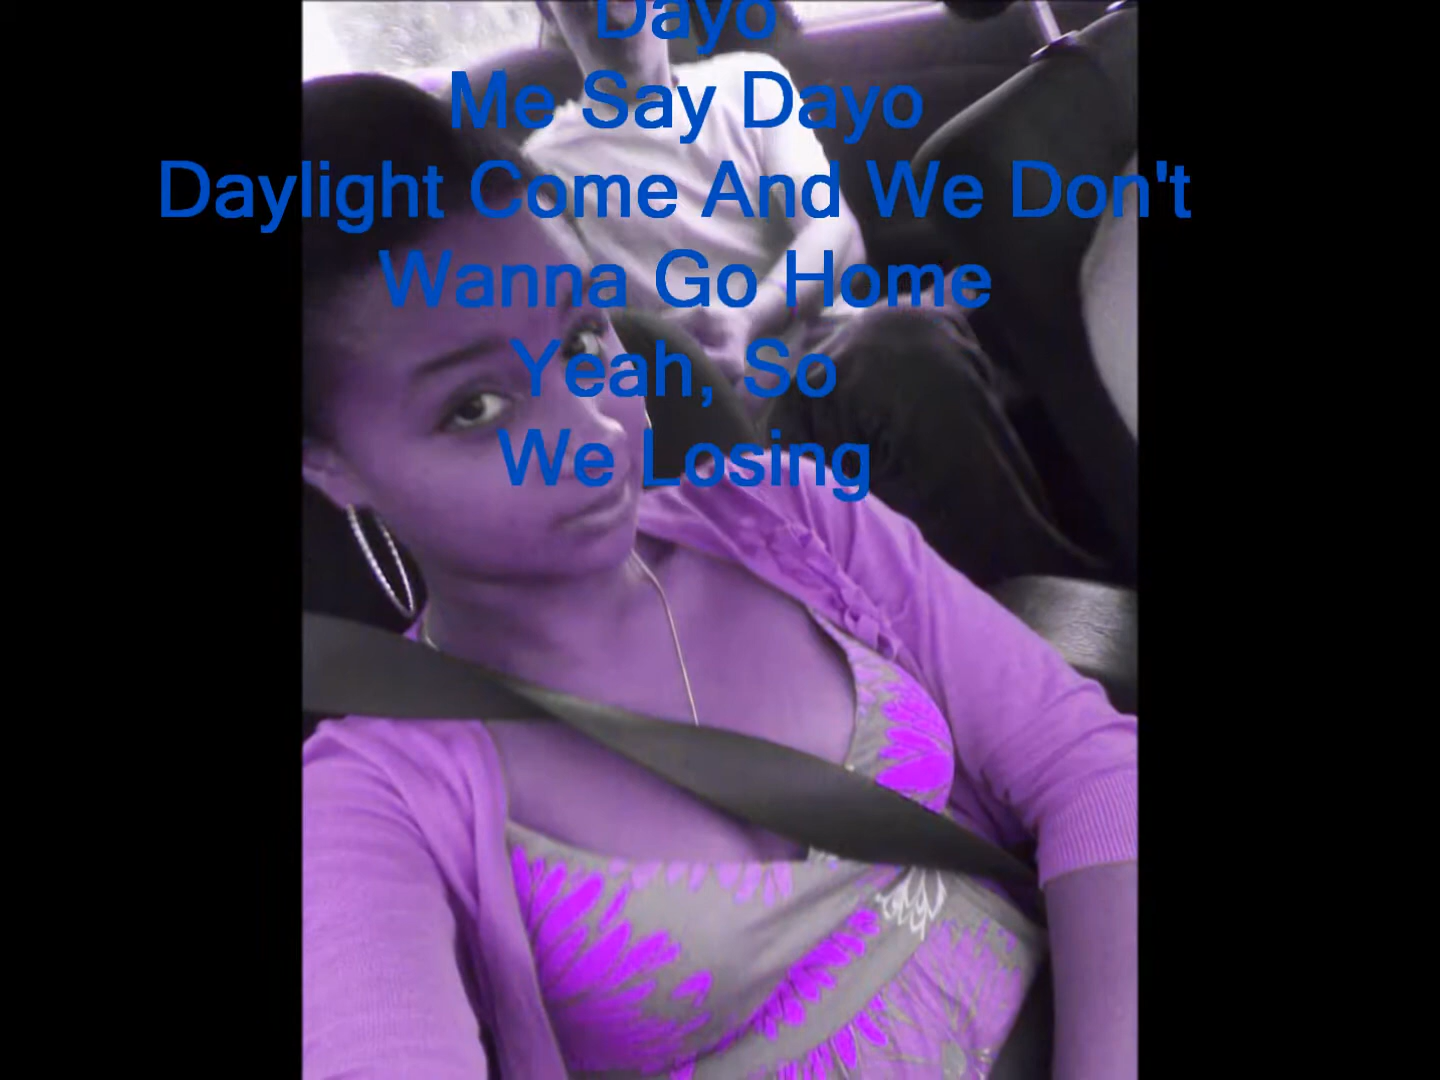 Dayo
Me Say Dayo
Daylight Come And We Don't
Wanna Go Home
Yeah, So
We Losing